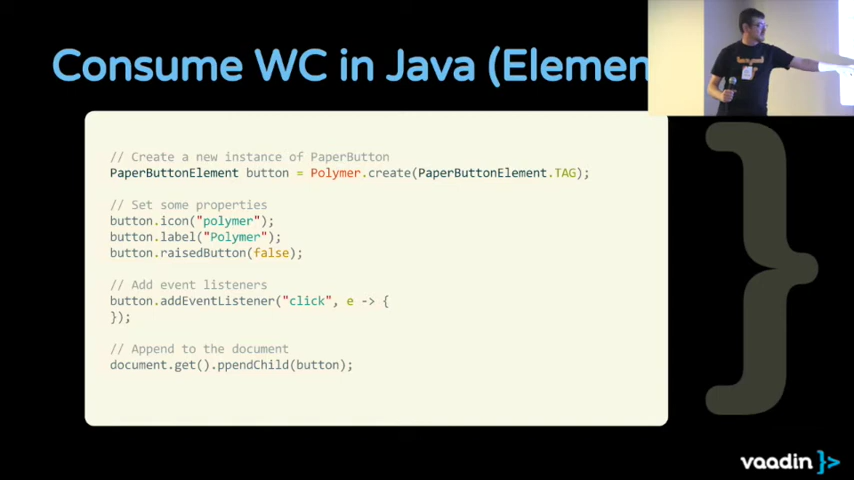 Consume WC in Java (Elemen
// Create a new instance of PaperButton
PaperButtonElement button = Polymer.create(PaperButtonElement.TAG);
// Set some properties
button.icon("polymer");
button.label("Polymer");
button.raisedButton(false);
// Add event listeners
button.addEventListener("click", e -> {
});
// Append to the document
document.get().ppendChild(button);
vaadin }>